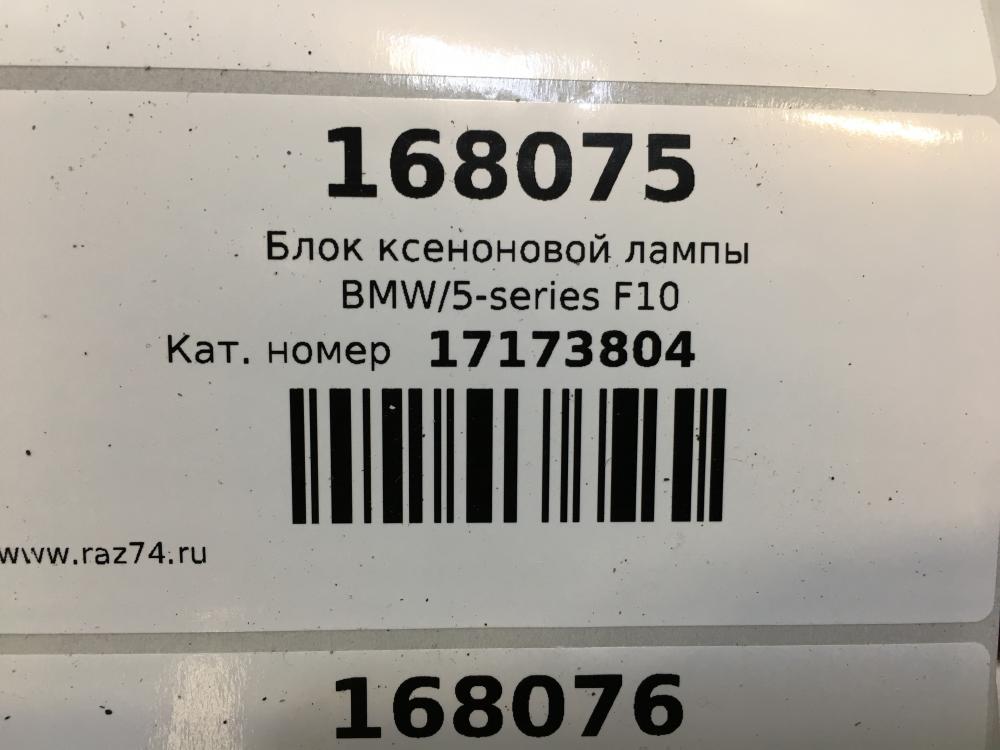 168075
Блок ксеноновой лампы
BMW/5-series F10
Кат. номер 17173804
www.raz74.ru
168076